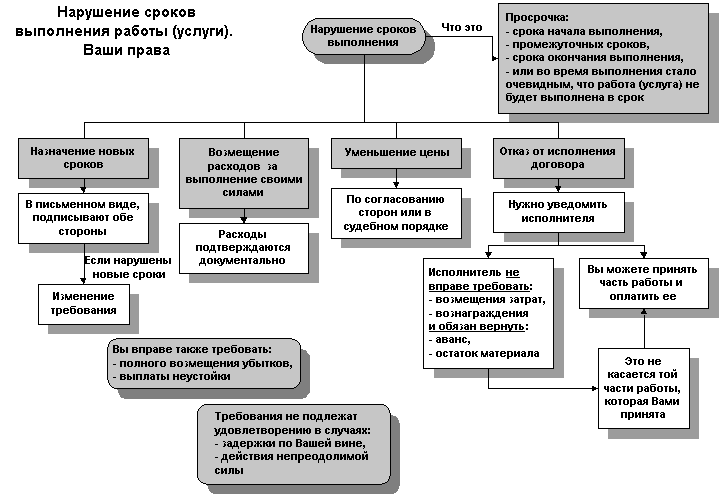 Нарушение сроков
выполнения работы (услуги).
Ваши права
Нарушение сроков
выполнения
Что это
Просрочка:
- срока начала выполнения,
- промежуточных сроков,
- срока окончания выполнения,
- или во время выполнения стало
очевидным, что работа (услуга) не
будет выполнена в срок
Назначение новых
сроков
Возмещение
расходов за
выполнение своими
силами
Уменьшение цены
Отказ от исполнения
договора
В письменном виде,
подписывают обе
стороны
Расходы
подтверждаются
документально
По согласованию
сторон или в
судебном порядке
Нужно уведомить
исполнителя
Если нарушены
новые сроки
Изменение
требования
Исполнитель не
вправе требовать:
- возмещения затрат,
- вознаграждения
и обязан вернуть:
- аванс,
- остаток материала
Вы можете принять
часть работы и
оплатить ее
Это не
касается той
части работы,
которая Вами
принята
Вы вправе также требовать:
- полного возмещения убытков,
- выплаты неустойки
Требования не подлежат
удовлетворению в случаях:
- задержки по Вашей вине,
- действия непреодолимой
силы